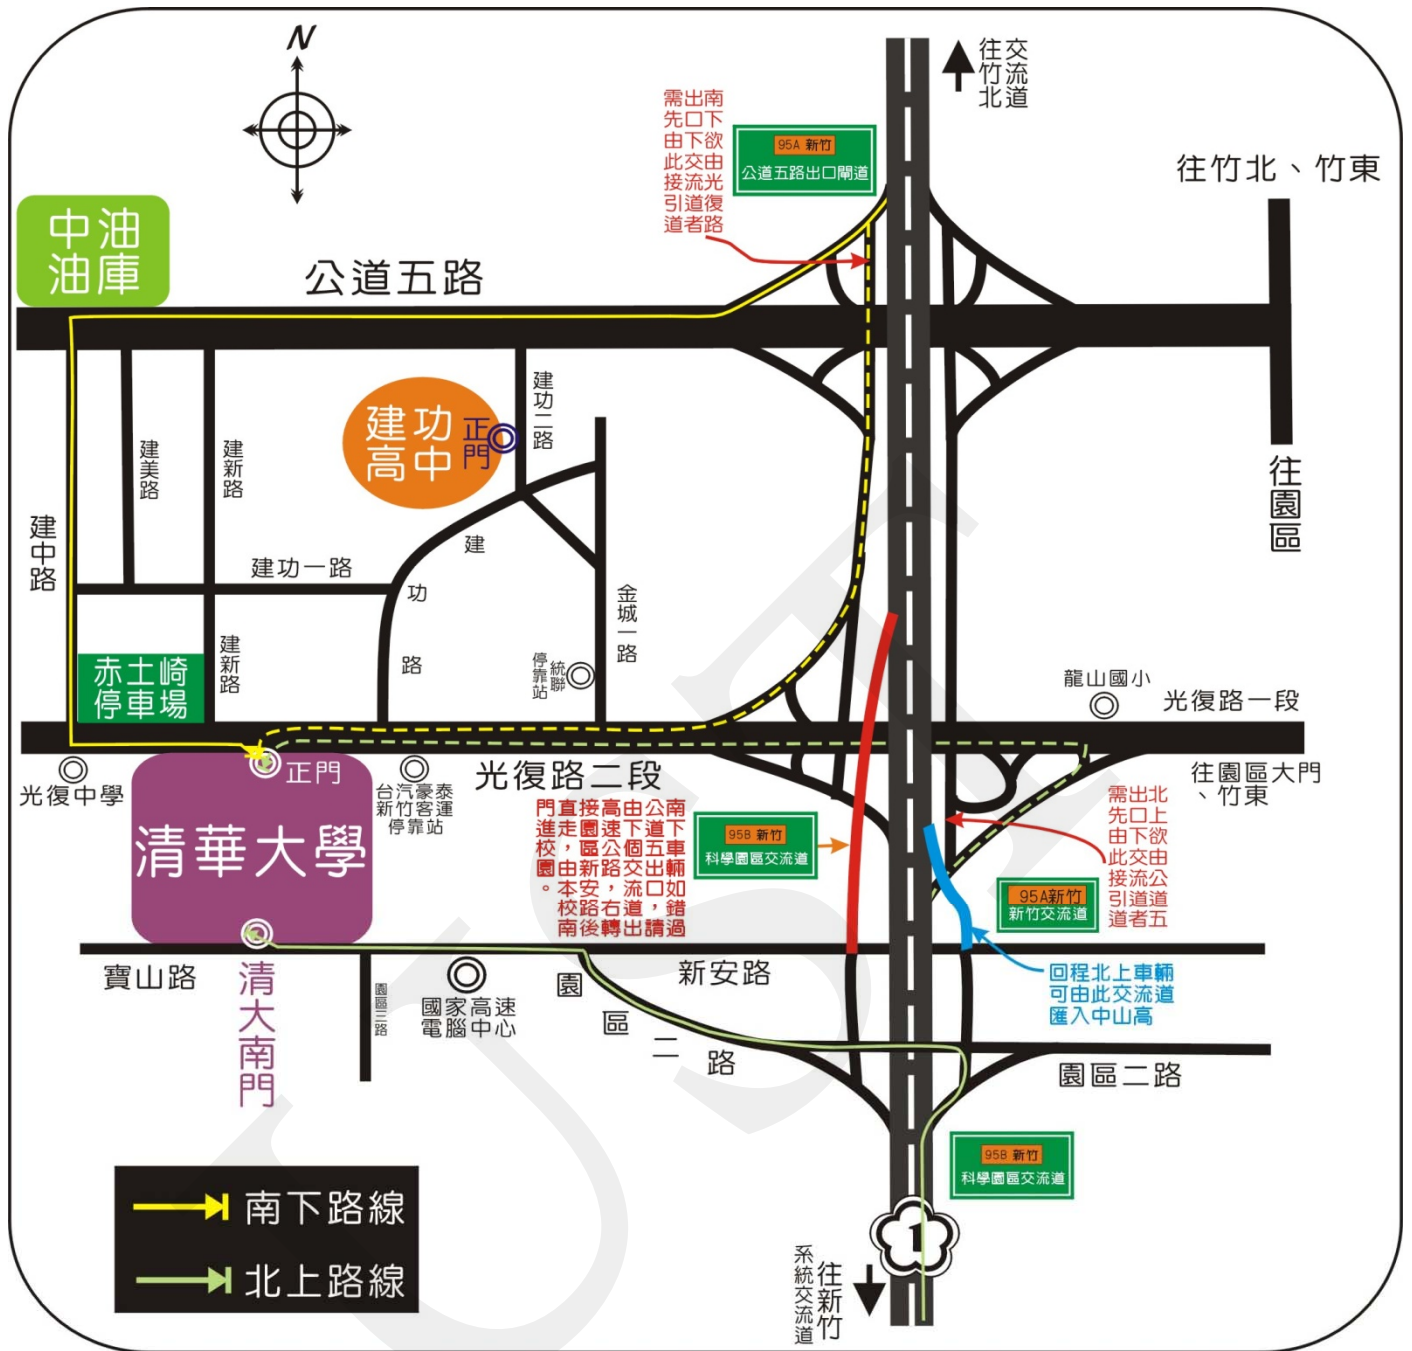 N
往竹北
交流道
南下欲由光復路
出口下交流道者
需先由此接引道
95A 新竹
公道五路出口閘道
往竹北、竹東
中油
油庫
公道五路
建功
高中
正門
建功二路
建美路
建新路
建中路
往園區
建功一路
建功路
金城一路
赤土崎
停車場
建新路
統聯
停靠站
龍山國小
光復路一段
正門
光復中學
台汽豪泰
新竹客運
停靠站
光復路二段
往園區大門
、竹東
清華大學
南下車輛如錯過
公道五出口,請
由下個交流道出
高速公路,右轉
接園區新安路後
直走,由本校南
門進校園。
95B 新竹
科學園區交流道
北上欲由公道五
出口下交流道者
需先由此接引道
95A新竹
新竹交流道
寶山路
清大南門
園區三路
國家高速
電腦中心
園區二路
新安路
回程北上車輛
可由此交流道
匯入中山高
園區二路
95B 新竹
科學園區交流道
南下路線
北上路線
1
往新竹
系統交流道
UST